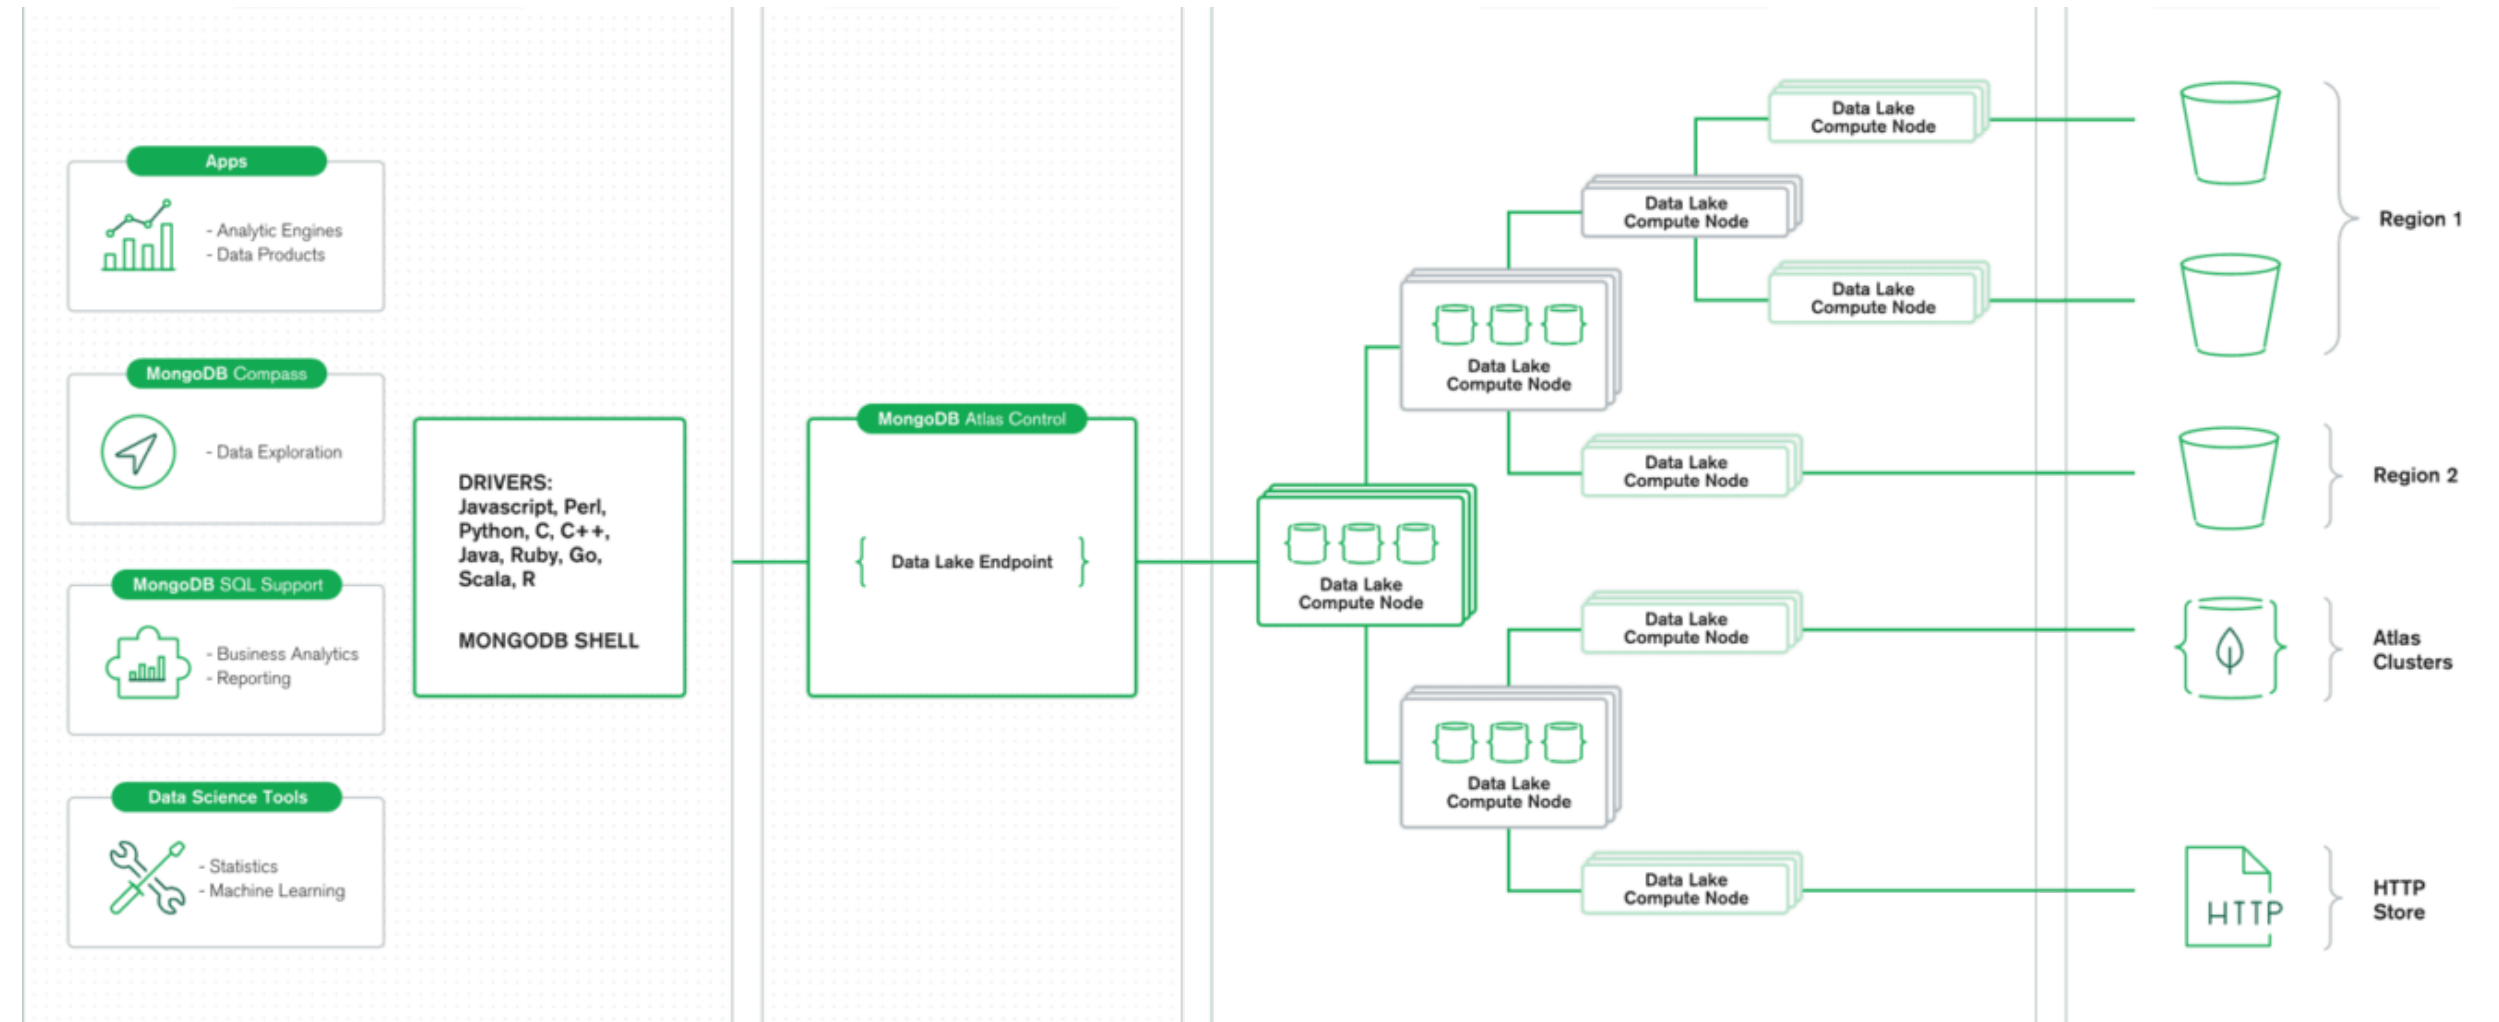 Apps
- Analytic Engines
- Data Products
MongoDB Compass
- Data Exploration
MongoDB SQL Support
- Business Analytics
- Reporting
Data Science Tools
- Statistics
- Machine Learning
DRIVERS:
Javascript, Perl,
Python, C, C++,
Java, Ruby, Go,
Scala, R
MONGODB SHELL
MongoDB Atlas Control
Data Lake Endpoint
Data Lake
Compute Node
Data Lake
Compute Node
Data Lake
Compute Node
Data Lake
Compute Node
Data Lake
Compute Node
Data Lake
Compute Node
Data Lake
Compute Node
Data Lake
Compute Node
Data Lake
Compute Node
Region 1
Region 2
Atlas
Clusters
HTTP
HTTP
Store